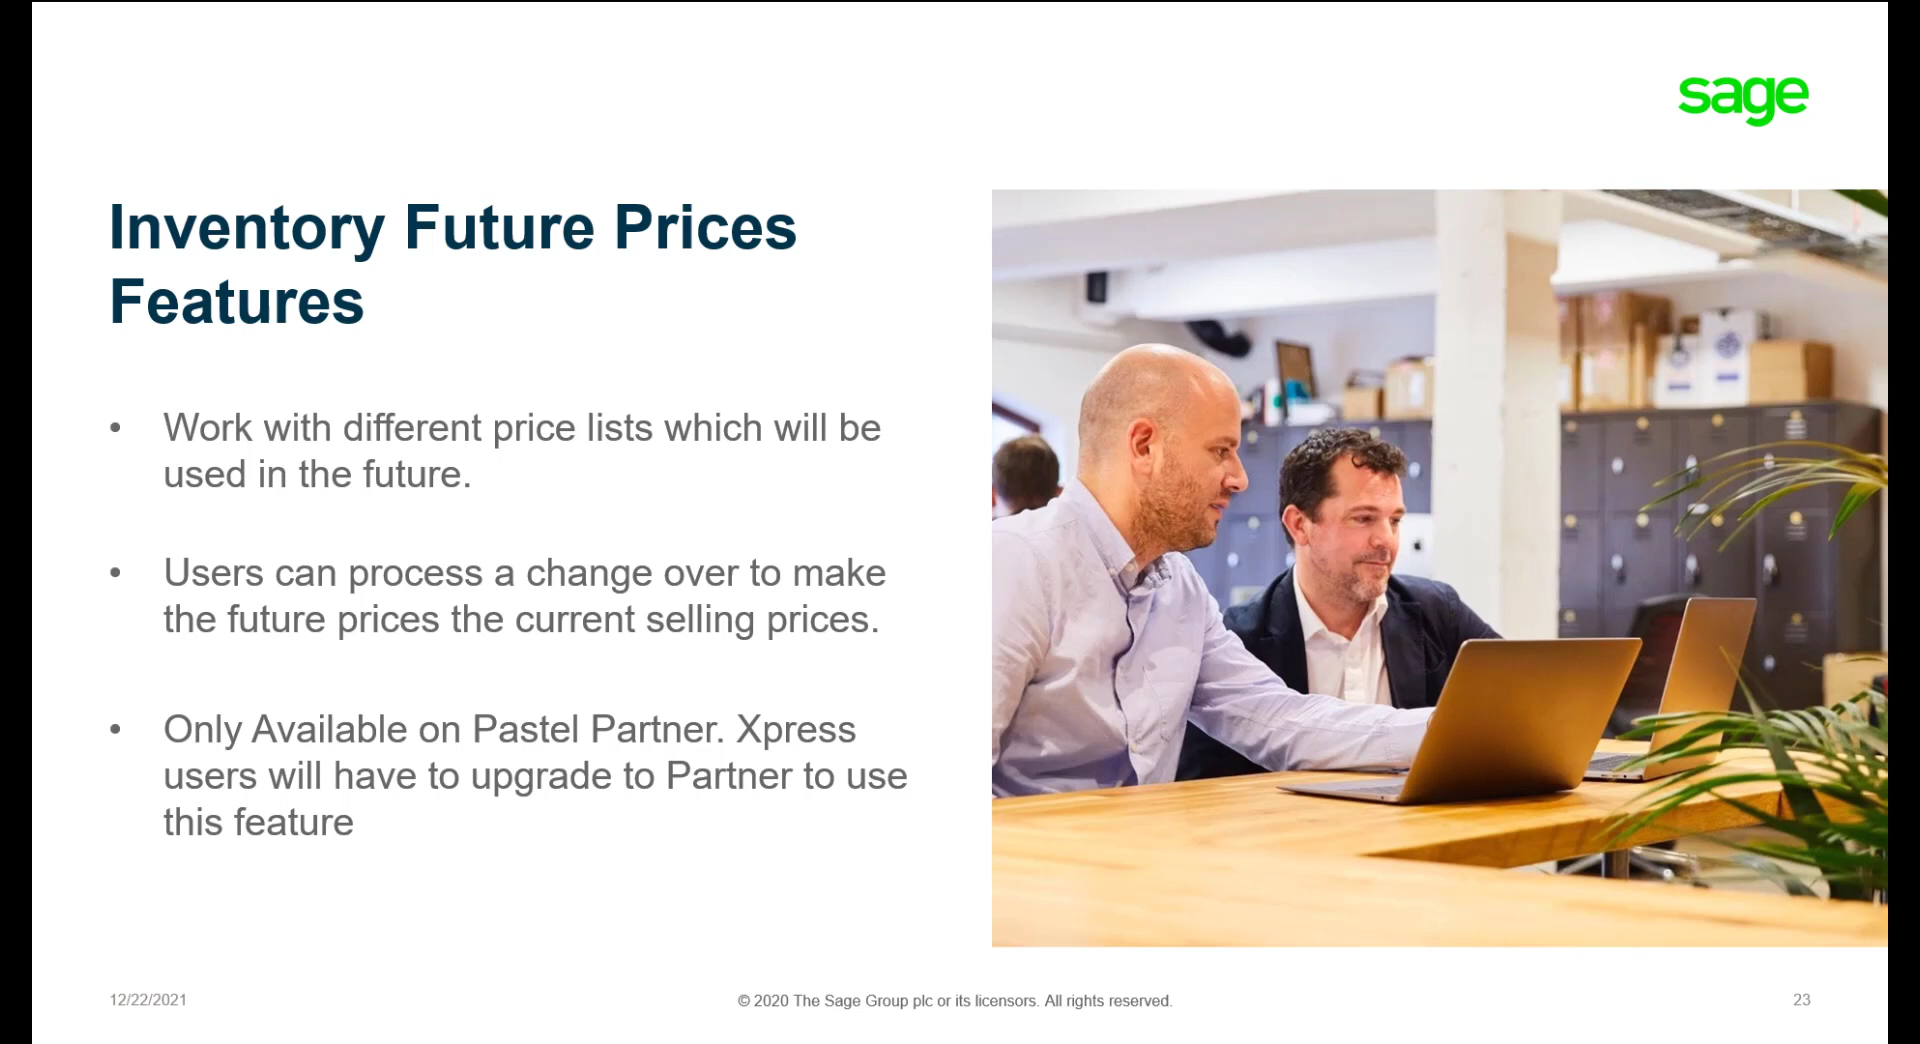 sage
Inventory Future Prices
Features
• Work with different price lists which will be
used in the future.
• Users can process a change over to make
the future prices the current selling prices.
• Only Available on Pastel Partner. Xpress
users will have to upgrade to Partner to use
this feature
12/22/2021
© 2020 The Sage Group plc or its licensors. All rights reserved.
23